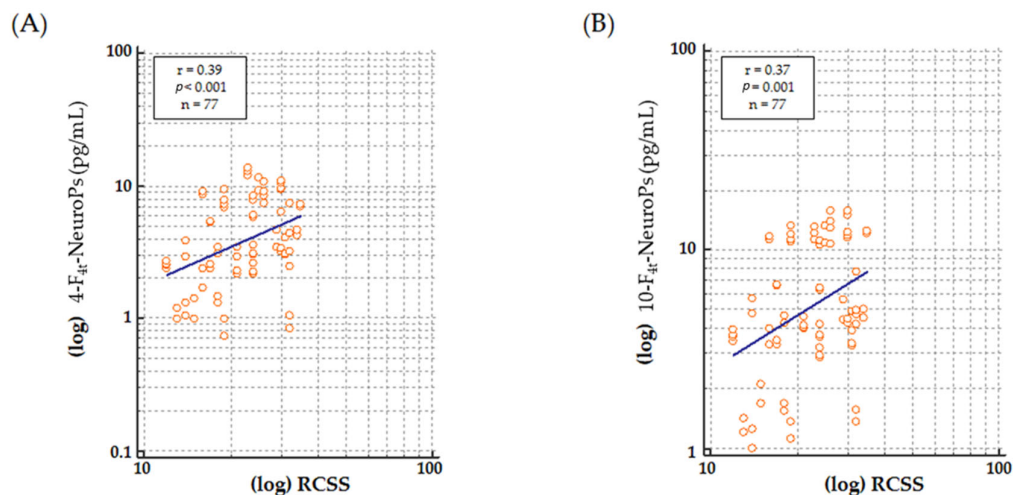 (A)
(log) 4-F4t-NeuroPs (pg/mL)
100
10
1
0.1
r = 0.39
p < 0.001
n = 77
10
100
(log) RCSS
(B)
(log) 10-F4t-NeuroPs (pg/mL)
100
10
1
r = 0.37
p = 0.001
n = 77
10
100
(log) RCSS